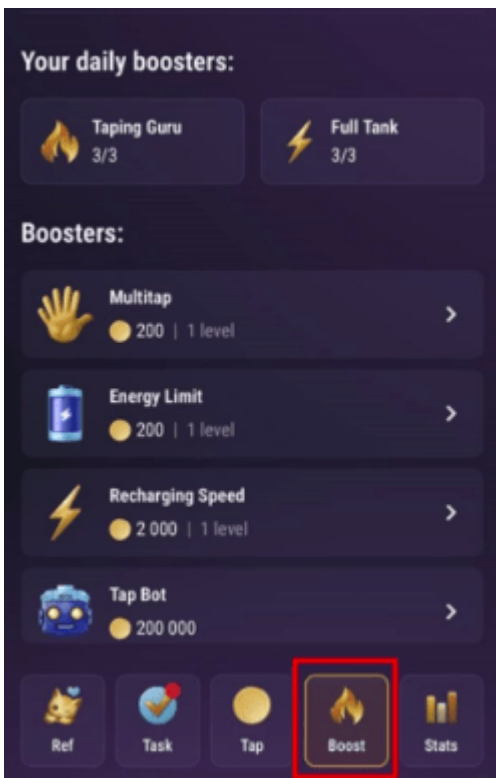 Your daily boosters:
Taping Guru
3/3
Full Tank
3/3
Boosters:
Multitap
200 | 1 level
Energy Limit
200 | 1 level
Recharging Speed
2 000 | 1 level
Tap Bot
200 000
Ref
Task
Tap
Boost
Stats